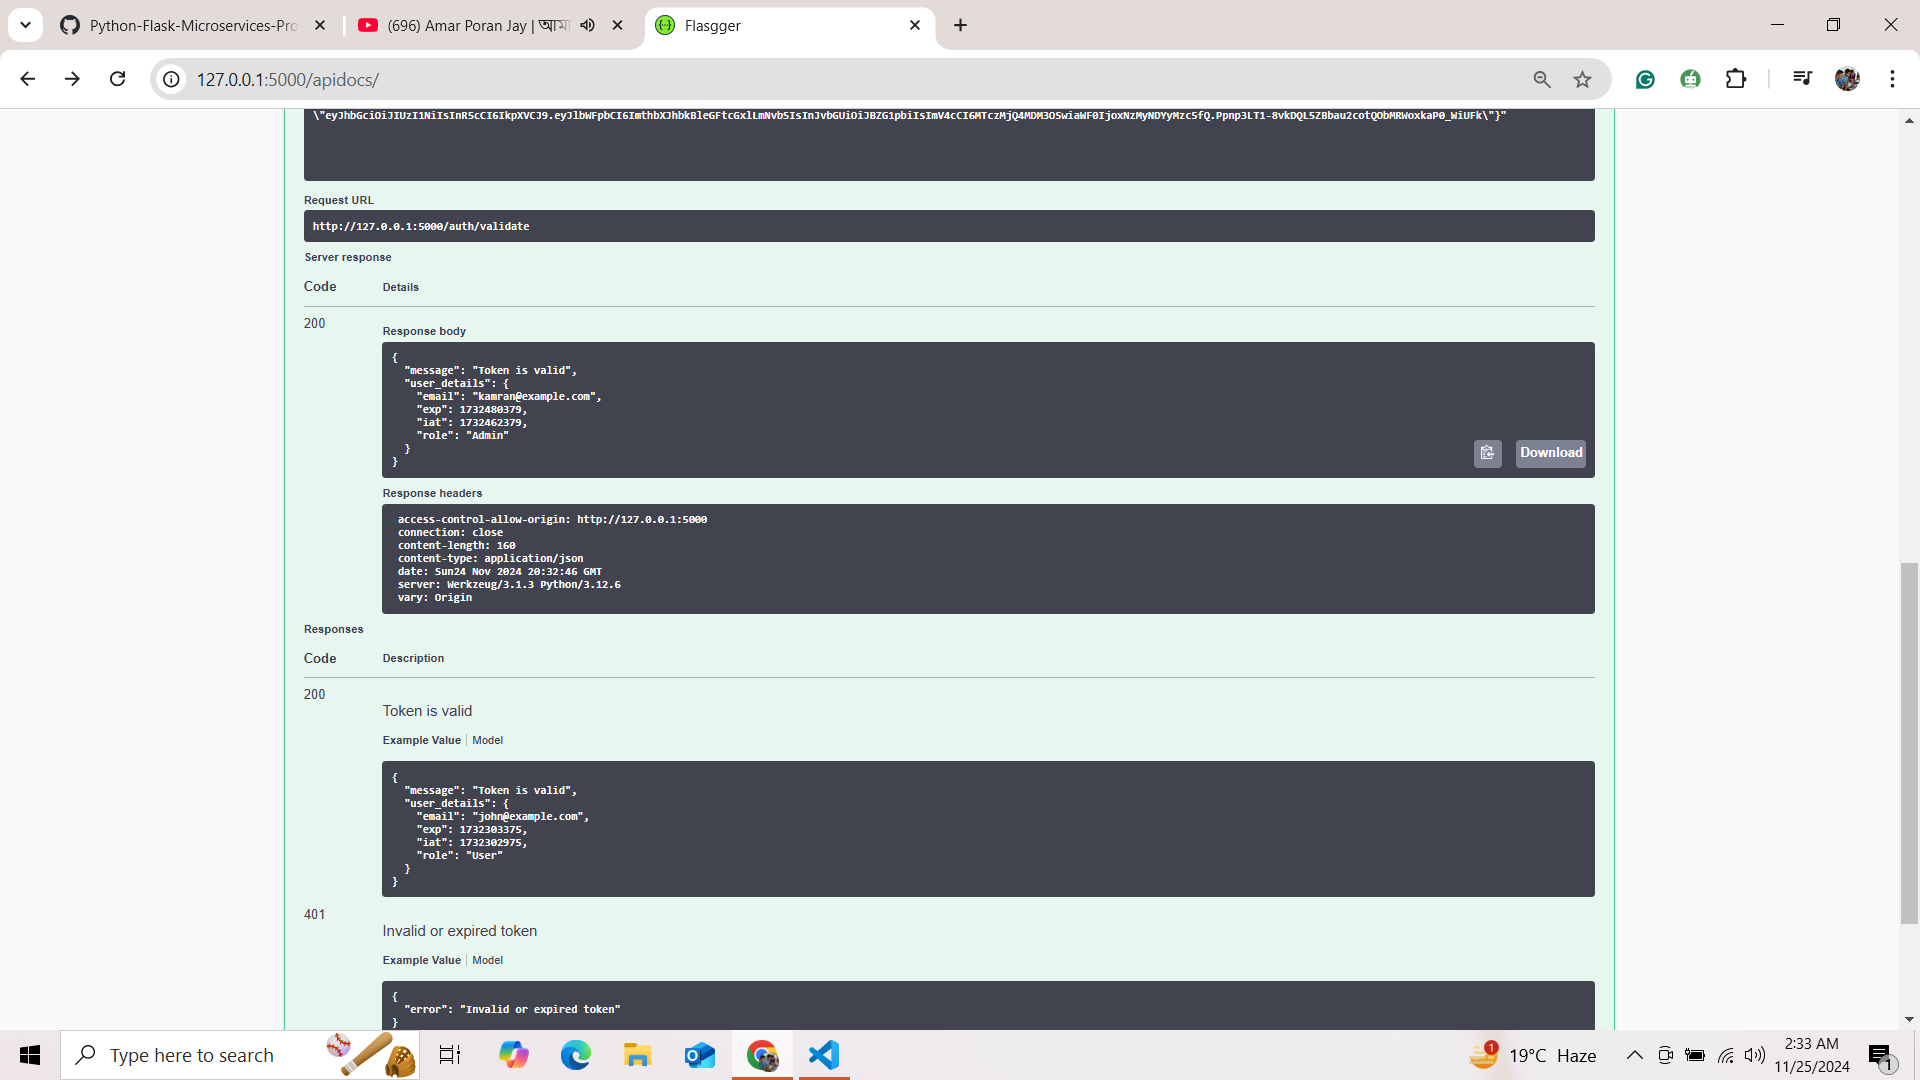 Python-Flask-Microservices-Pro
(696) Amar Poran Jay | আমা
Flasgger
127.0.0.1:5000/apidocs/
\"eyJhbGciOiJIUzI1NiIsInR5cCI6IkpXVCJ9.eyJlbWFpbCI6ImthbXJhbkBleGFtcGxlLmNvbSIsInJvbGUiOiJBZG1pbiIsImV4cCI6MTczMjQ4MDM3OSwiaWF0IjoxNzMyNDYyMzc5fQ.Ppnp3LT1-8vkDQL5ZBbau2cotQObMRWoxkaP0_WiUFk\"}"
Request URL
http://127.0.0.1:5000/auth/validate
Server response
Code Details
200
Response body
{
"message": "Token is valid",
"user_details": {
"email": "kamran@example.com",
"exp": 1732480379,
"iat": 1732462379,
"role": "Admin"
}
}
Download
Response headers
access-control-allow-origin: http://127.0.0.1:5000
connection: close
content-length: 160
content-type: application/json
date: Sun24 Nov 2024 20:32:46 GMT
server: Werkzeug/3.1.3 Python/3.12.6
vary: Origin
Responses
Code Description
200
Token is valid
Example Value Model
{
"message": "Token is valid",
"user_details": {
"email": "john@example.com",
"exp": 1732303375,
"iat": 1732302975,
"role": "User"
}
}
401
Invalid or expired token
Example Value Model
{
"error": "Invalid or expired token"
}
Type here to search
1
19°C Haze
2:33 AM
11/25/2024
1